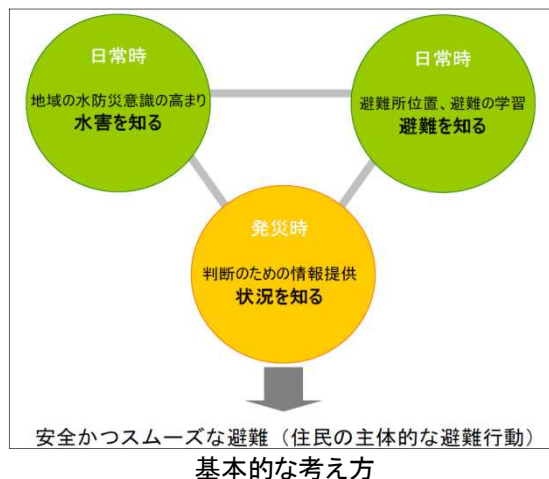 日常時
地域の水防災意識の高まり
水害を知る
日常時
避難所位置、避難の学習
避難を知る
発災時
判断のための情報提供
状況を知る
安全かつスムーズな避難（住民の主体的な避難行動）
基本的な考え方